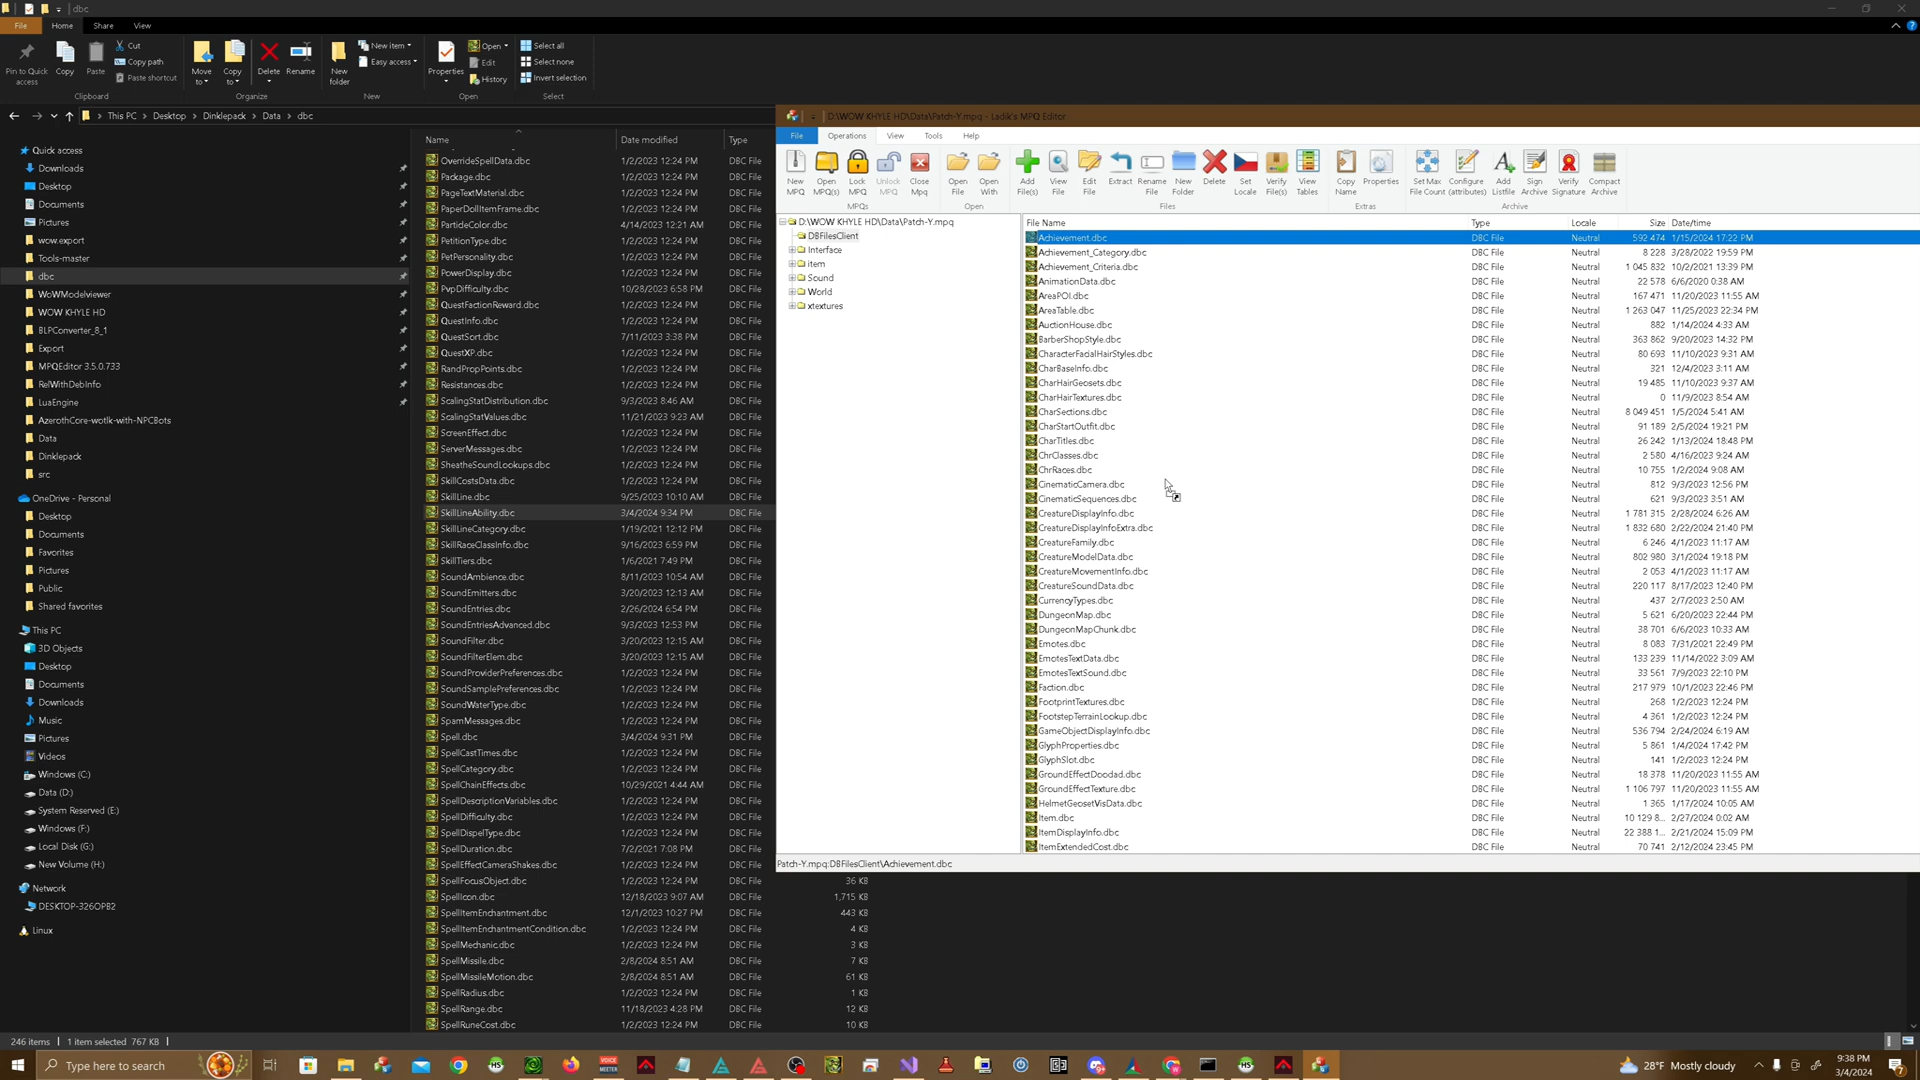 dbc
File Home Share View
Pin to Quick access
Copy
Paste
Cut
Copy path
Paste shortcut
Move to
Copy to
Delete
Rename
New folder
New item
Easy access
Properties
Open
Edit
History
Select all
Select none
Invert selection
Clipboard Organize New Open Select
This PC Desktop Dinklepack Data dbc
Quick access
Downloads
Desktop
Documents
Pictures
wow.export
Tools-master
dbc
WoWModelviewer
WOW KHYLE HD
BLPConverter_8_1
Export
MPQEditor 3.5.0.733
RelWithDebInfo
LuaEngine
AzerothCore-wotlk-with-NPCBots
Data
Dinklepack
src
OneDrive - Personal
Desktop
Documents
Favorites
Pictures
Public
Shared favorites
This PC
3D Objects
Desktop
Documents
Downloads
Music
Pictures
Videos
Windows (C:)
Data (D:)
System Reserved (E:)
Windows (F:)
Local Disk (G:)
New Volume (H:)
Network
DESKTOP-326OPB2
Linux
Name Date modified Type
OverrideSpellData.dbc 1/2/2023 12:24 PM DBC File
Package.dbc 1/2/2023 12:24 PM DBC File
PageTextMaterial.dbc 1/2/2023 12:24 PM DBC File
PaperDollItemFrame.dbc 1/2/2023 12:24 PM DBC File
ParticleColor.dbc 4/14/2023 12:21 AM DBC File
PetitionType.dbc 1/2/2023 12:24 PM DBC File
PetPersonality.dbc 1/2/2023 12:24 PM DBC File
PowerDisplay.dbc 1/2/2023 12:24 PM DBC File
PvpDifficulty.dbc 10/28/2023 6:58 PM DBC File
QuestFactionReward.dbc 1/2/2023 12:24 PM DBC File
QuestInfo.dbc 1/2/2023 12:24 PM DBC File
QuestSort.dbc 7/11/2023 3:38 PM DBC File
QuestXP.dbc 1/2/2023 12:24 PM DBC File
RandPropPoints.dbc 1/2/2023 12:24 PM DBC File
Resistances.dbc 1/2/2023 12:24 PM DBC File
ScalingStatDistribution.dbc 9/3/2023 8:46 AM DBC File
ScalingStatValues.dbc 11/21/2023 9:23 AM DBC File
ScreenEffect.dbc 1/2/2023 12:24 PM DBC File
ServerMessages.dbc 1/2/2023 12:24 PM DBC File
SheatheSoundLookups.dbc 1/2/2023 12:24 PM DBC File
SkillCostsData.dbc 1/2/2023 12:24 PM DBC File
SkillLine.dbc 9/25/2023 10:10 AM DBC File
SkillLineAbility.dbc 3/4/2024 9:34 PM DBC File
SkillLineCategory.dbc 1/19/2021 12:12 PM DBC File
SkillRaceClassInfo.dbc 9/16/2023 6:59 PM DBC File
SkillTiers.dbc 1/6/2021 7:49 PM DBC File
SoundAmbience.dbc 8/11/2023 10:54 AM DBC File
SoundEmitters.dbc 3/20/2023 12:13 AM DBC File
SoundEntries.dbc 2/26/2024 6:54 PM DBC File
SoundEntriesAdvanced.dbc 9/3/2023 12:53 PM DBC File
SoundFilter.dbc 3/20/2023 12:15 AM DBC File
SoundFilterElem.dbc 3/20/2023 12:15 AM DBC File
SoundProviderPreferences.dbc 1/2/2023 12:24 PM DBC File
SoundSamplePreferences.dbc 1/2/2023 12:24 PM DBC File
SoundWaterType.dbc 1/2/2023 12:24 PM DBC File
SpamMessages.dbc 1/2/2023 12:24 PM DBC File
Spell.dbc 3/4/2024 9:31 PM DBC File
SpellCastTimes.dbc 1/2/2023 12:24 PM DBC File
SpellCategory.dbc 1/2/2023 12:24 PM DBC File
SpellChainEffects.dbc 10/29/2021 4:44 AM DBC File
SpellDescriptionVariables.dbc 1/2/2023 12:24 PM DBC File
SpellDifficulty.dbc 1/2/2023 12:24 PM DBC File
SpellDispelType.dbc 1/2/2023 12:24 PM DBC File
SpellDuration.dbc 7/2/2021 7:08 PM DBC File
SpellEffectCameraShakes.dbc 1/2/2023 12:24 PM DBC File
SpellFocusObject.dbc 1/2/2023 12:24 PM DBC File 36 KB
SpellIcon.dbc 12/18/2023 9:07 AM DBC File 1,715 KB
SpellItemEnchantment.dbc 12/1/2023 10:27 PM DBC File 443 KB
SpellItemEnchantmentCondition.dbc 1/2/2023 12:24 PM DBC File 4 KB
SpellMechanic.dbc 1/2/2023 12:24 PM DBC File 3 KB
SpellMissile.dbc 2/8/2024 8:51 AM DBC File 7 KB
SpellMissileMotion.dbc 2/8/2024 8:51 AM DBC File 61 KB
SpellRadius.dbc 1/2/2023 12:24 PM DBC File 1 KB
SpellRange.dbc 11/18/2023 4:28 PM DBC File 12 KB
SpellRuneCost.dbc 1/2/2023 12:24 PM DBC File 10 KB
246 items 1 item selected 767 KB
D:\WOW KHYLE HD\Data\Patch-Y.mpq - Ladik's MPQ Editor
File Operations View Tools Help
New MPQ
Open MPQ(s)
Lock MPQ
Unlock MPQ
Close Mpq
Open File
Open With
Add File(s)
View File
Edit File
Extract
Rename File
New Folder
Delete
Set Locale
Verify File(s)
View Tables
Copy Name
Properties
Set Max File Count
Configure (attributes)
Add Listfile
Sign Archive
Verify Signature
Compact Archive
MPQs Open Files Extras Archive
D:\WOW KHYLE HD\Data\Patch-Y.mpq
DBFilesClient
Interface
item
Sound
World
xtextures
File Name Type Locale Size Date/time
Achievement.dbc DBC File Neutral 592 474 1/15/2024 17:22 PM
Achievement_Category.dbc DBC File Neutral 8 228 3/28/2022 19:59 PM
Achievement_Criteria.dbc DBC File Neutral 1 045 832 10/2/2021 13:39 PM
AnimationData.dbc DBC File Neutral 22 578 6/6/2020 0:38 AM
AreaPOI.dbc DBC File Neutral 167 471 11/20/2023 11:55 AM
AreaTable.dbc DBC File Neutral 1 263 047 11/25/2023 22:34 PM
AuctionHouse.dbc DBC File Neutral 882 1/14/2024 4:33 AM
BarberShopStyle.dbc DBC File Neutral 363 862 9/20/2023 14:32 PM
CharacterFacialHairStyles.dbc DBC File Neutral 80 693 11/10/2023 9:31 AM
CharBaseInfo.dbc DBC File Neutral 321 12/4/2023 3:11 AM
CharHairGeosets.dbc DBC File Neutral 19 485 11/10/2023 9:37 AM
CharHairTextures.dbc DBC File Neutral 0 11/9/2023 8:54 AM
CharSections.dbc DBC File Neutral 8 049 451 1/5/2024 5:41 AM
CharStartOutfit.dbc DBC File Neutral 91 189 2/5/2024 19:21 PM
CharTitles.dbc DBC File Neutral 26 242 1/13/2024 18:48 PM
ChrClasses.dbc DBC File Neutral 2 580 4/16/2023 9:24 AM
ChrRaces.dbc DBC File Neutral 10 755 1/2/2024 9:08 AM
CinematicCamera.dbc DBC File Neutral 812 9/3/2023 12:56 PM
CinematicSequences.dbc DBC File Neutral 621 9/3/2023 3:51 AM
CreatureDisplayInfo.dbc DBC File Neutral 1 781 315 2/28/2024 6:26 AM
CreatureDisplayInfoExtra.dbc DBC File Neutral 1 832 680 2/22/2024 21:40 PM
CreatureFamily.dbc DBC File Neutral 6 246 4/1/2023 11:17 AM
CreatureModelData.dbc DBC File Neutral 802 980 3/1/2024 19:18 PM
CreatureMovementInfo.dbc DBC File Neutral 2 053 4/1/2023 11:17 AM
CreatureSoundData.dbc DBC File Neutral 220 117 8/17/2023 12:40 PM
CurrencyTypes.dbc DBC File Neutral 437 2/7/2023 2:50 AM
DungeonMap.dbc DBC File Neutral 5 621 6/20/2023 22:44 PM
DungeonMapChunk.dbc DBC File Neutral 38 701 6/6/2023 10:33 AM
Emotes.dbc DBC File Neutral 8 083 7/31/2021 22:49 PM
EmotesTextData.dbc DBC File Neutral 133 239 11/14/2022 3:09 AM
EmotesTextSound.dbc DBC File Neutral 33 561 7/9/2023 22:10 PM
Faction.dbc DBC File Neutral 217 979 10/1/2023 22:46 PM
FootprintTextures.dbc DBC File Neutral 268 1/2/2023 12:24 PM
FootstepTerrainLookup.dbc DBC File Neutral 4 361 1/2/2023 12:24 PM
GameObjectDisplayInfo.dbc DBC File Neutral 536 794 2/24/2024 6:19 AM
GlyphProperties.dbc DBC File Neutral 5 861 1/4/2024 17:42 PM
GlyphSlot.dbc DBC File Neutral 141 1/2/2023 12:24 PM
GroundEffectDoodad.dbc DBC File Neutral 18 378 11/20/2023 11:55 AM
GroundEffectTexture.dbc DBC File Neutral 1 106 797 11/20/2023 11:55 AM
HelmetGeosetVisData.dbc DBC File Neutral 1 365 1/17/2024 10:05 AM
Item.dbc DBC File Neutral 10 129 8... 2/27/2024 0:02 AM
ItemDisplayInfo.dbc DBC File Neutral 22 388 1... 2/21/2024 15:09 PM
ItemExtendedCost.dbc DBC File Neutral 70 741 2/12/2024 23:45 PM
Patch-Y.mpq:DBFilesClient\Achievement.dbc
Type here to search
VOICE MEETER
28°F Mostly cloudy
9:38 PM
3/4/2024